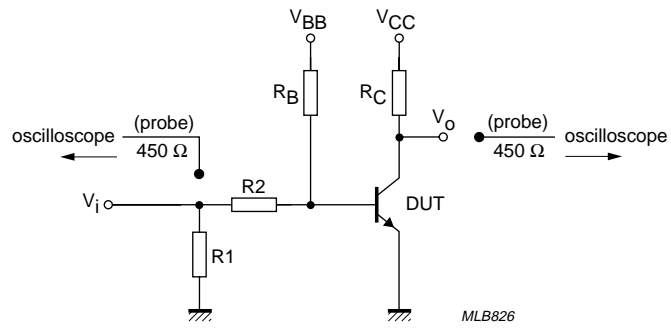 VBB
VCC
RB
RC
(probe)
oscilloscope
450 Ω
Vo
(probe)
oscilloscope
450 Ω
R2
Vi
DUT
R1
MLB826